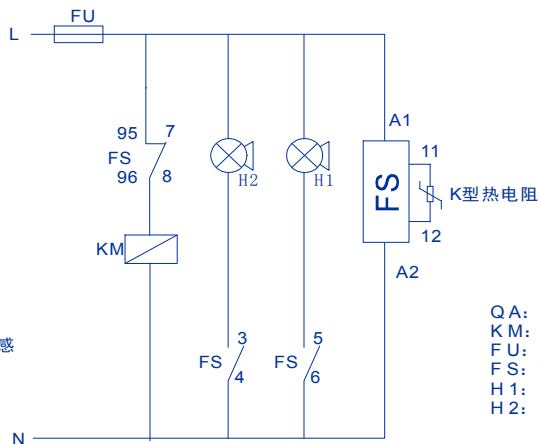 FU
L
A1
95 7
FS
96 8
H2
H1
11
FS
K型热电阻
12
KM
A2
QA:
KM:
FU:
FS:
H1:
H2:
感
3
FS
4
5
FS
6
N